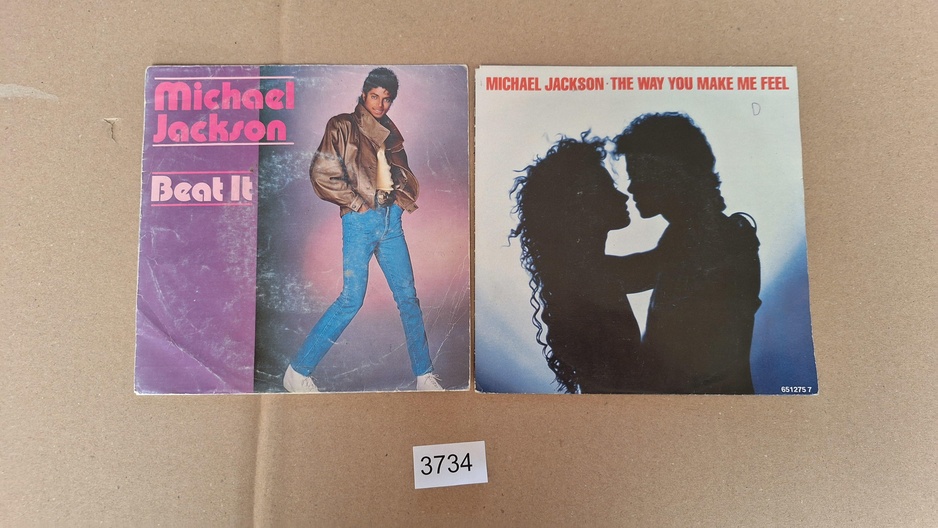 Michael
Jackson
Beat It
MICHAEL JACKSON · THE WAY YOU MAKE ME FEEL
D
651275 7
3734